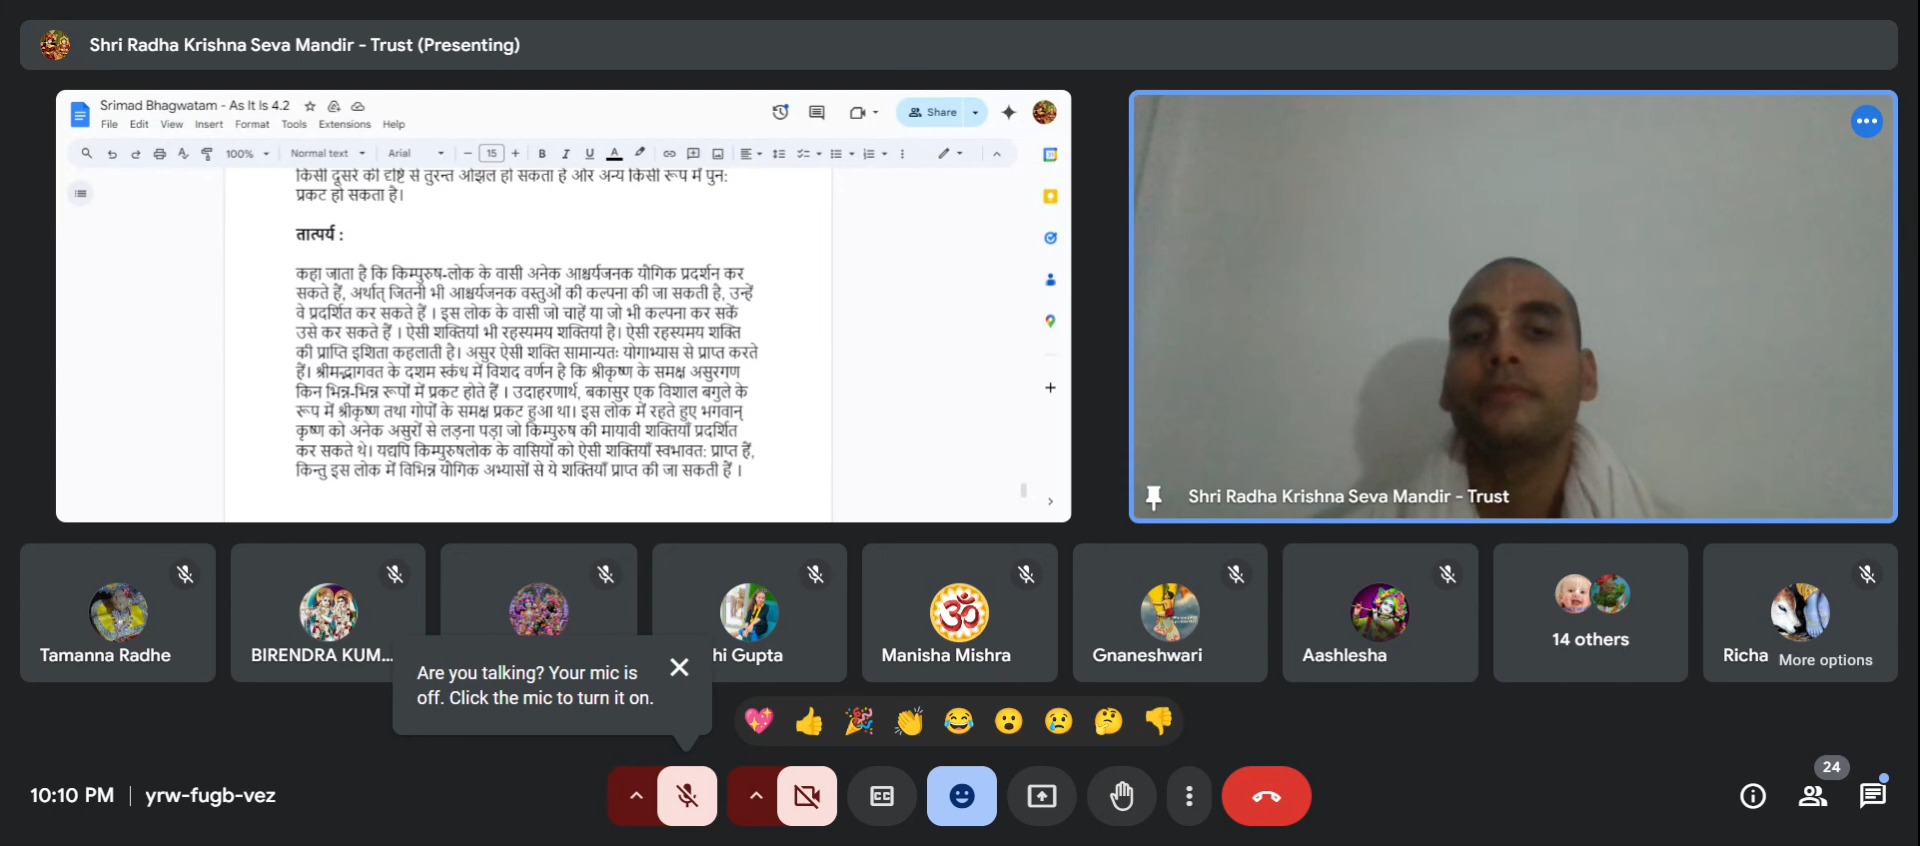 Shri Radha Krishna Seva Mandir - Trust (Presenting)
Srimad Bhagwatam - As It Is 4.2
File Edit View Insert Format Tools Extensions Help
Share
100% Normal text Arial 15 B I U A
किसी दूसरे की दृष्टि से तुरन्त ओझल हो सकता है और अन्य किसी रूप में पुन:
प्रकट हो सकता है।
तात्पर्य :
कहा जाता है कि किम्पुरुष-लोक के वासी अनेक आश्चर्यजनक यौगिक प्रदर्शन कर
सकते हैं, अर्थात् जितनी भी आश्चर्यजनक वस्तुओं की कल्पना की जा सकती है, उन्हें
वे प्रदर्शित कर सकते हैं । इस लोक के वासी जो चाहें या जो भी कल्पना कर सकें
उसे कर सकते हैं । ऐसी शक्तियां भी रहस्यमय शक्तियां है। ऐसी रहस्यमय शक्ति
की प्राप्ति इशिता कहलाती है। असुर ऐसी शक्ति सामान्यतः योगाभ्यास से प्राप्त करते
हैं। श्रीमद्भागवत के दशम स्कंध में विशद वर्णन है कि श्रीकृष्ण के समक्ष असुरगण
किन भिन्न-भिन्न रूपों में प्रकट होते हैं । उदाहरणार्थ, बकासुर एक विशाल बगुले के
रूप में श्रीकृष्ण तथा गोपों के समक्ष प्रकट हुआ था। इस लोक में रहते हुए भगवान्
कृष्ण को अनेक असुरों से लड़ना पड़ा जो किम्पुरुष की मायावी शक्तियाँ प्रदर्शित
कर सकते थे। यद्यपि किम्पुरुषलोक के वासियों को ऐसी शक्तियाँ स्वभावत: प्राप्त हैं,
किन्तु इस लोक में विभिन्न यौगिक अभ्यासों से ये शक्तियाँ प्राप्त की जा सकती हैं ।
Shri Radha Krishna Seva Mandir - Trust
Tamanna Radhe
BIRENDRA KUM...
hi Gupta
Manisha Mishra
Gnaneshwari
Aashlesha
14 others
Richa
More options
Are you talking? Your mic is
off. Click the mic to turn it on.
10:10 PM | yrw-fugb-vez
CC
24